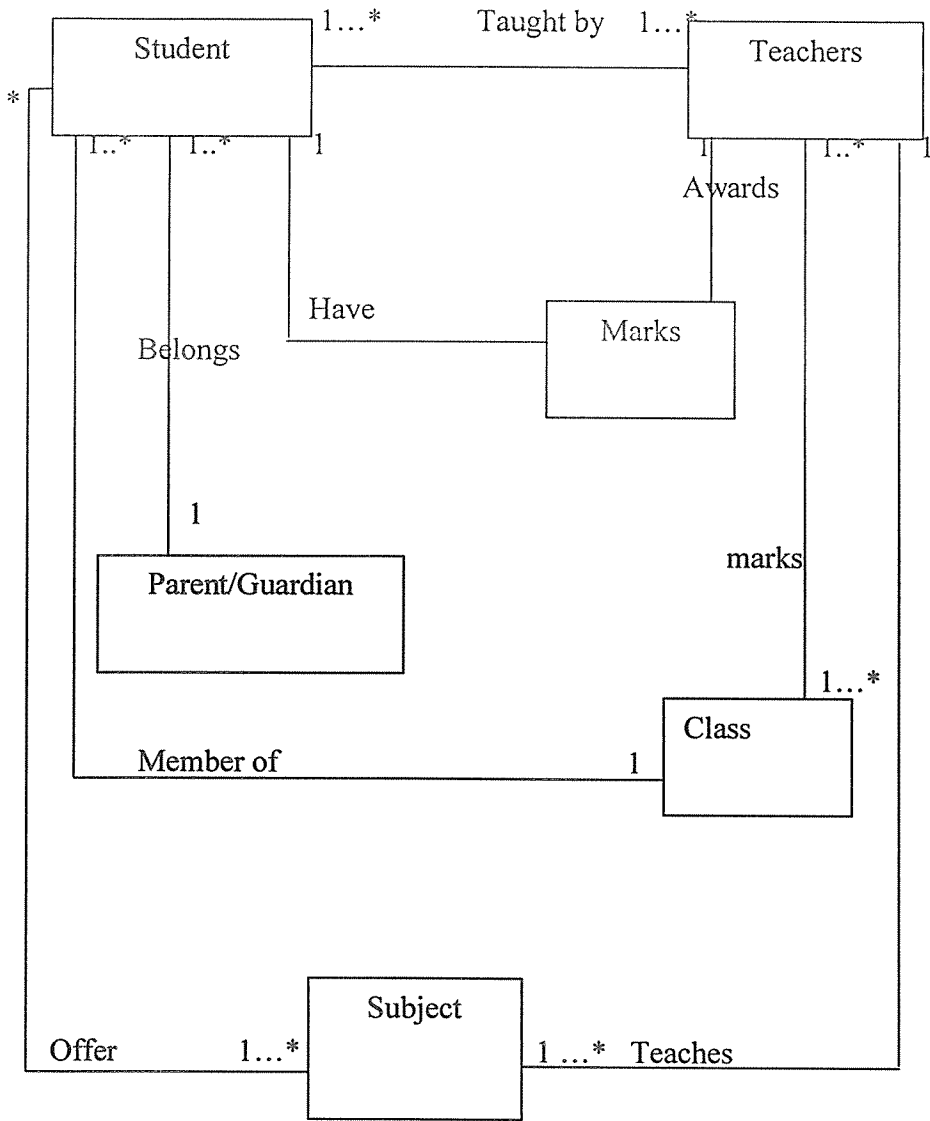 1...* Taught by 1...*
Student
Teachers
*
1..* 1..* 1 1 1..* 1
Awards
Have
Marks
Belongs
1
Parent/Guardian
marks
1...*
Class
Member of 1
Subject
Offer 1...* 1 ...* Teaches